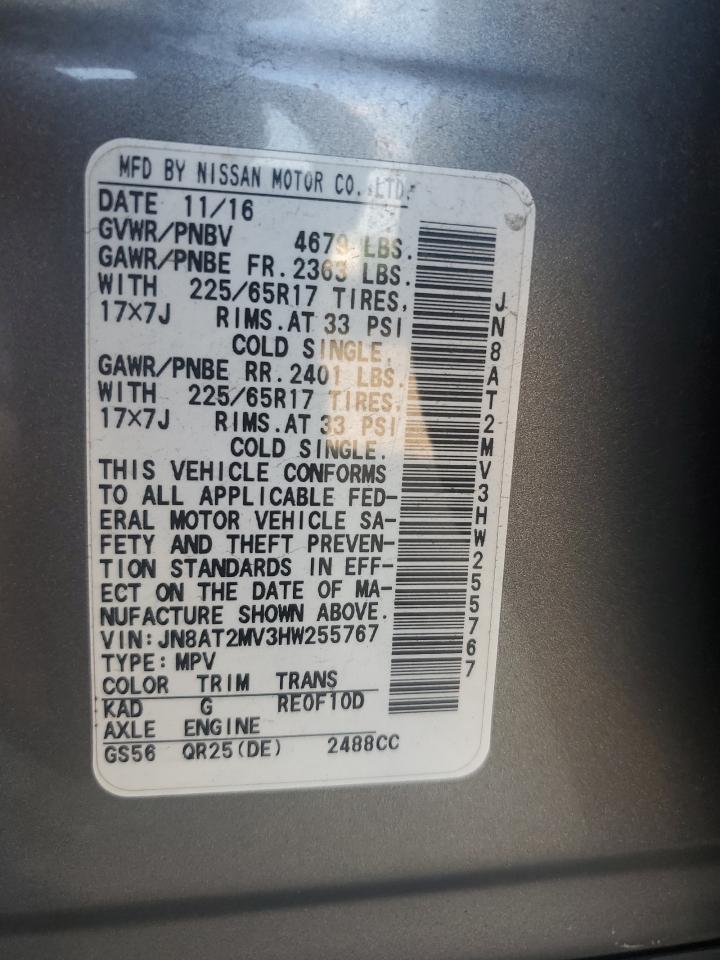 MFD BY NISSAN MOTOR CO.,LTD.
DATE 11/16
GVWR/PNBV 4679 LBS.
GAWR/PNBE FR. 2363 LBS.
WITH 225/65R17 TIRES,
17×7J RIMS.AT 33 PSI
COLD SINGLE.
GAWR/PNBE RR. 2401 LBS.
WITH 225/65R17 TIRES,
17×7J RIMS.AT 33 PSI
COLD SINGLE.
THIS VEHICLE CONFORMS
TO ALL APPLICABLE FED-
ERAL MOTOR VEHICLE SA-
FETY AND THEFT PREVEN-
TION STANDARDS IN EFF-
ECT ON THE DATE OF MA-
NUFACTURE SHOWN ABOVE.
VIN:JN8AT2MV3HW255767
TYPE:MPV
COLOR TRIM TRANS
KAD G RE0F10D
AXLE ENGINE
GS56 QR25(DE) 2488CC
JN8AT2MV3HW255767